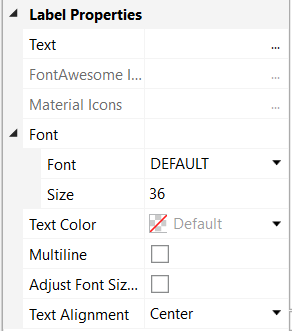 Label Properties
Text ...
FontAwesome I... ...
Material Icons ...
Font
Font DEFAULT
Size 36
Text Color Default
Multiline
Adjust Font Siz...
Text Alignment Center